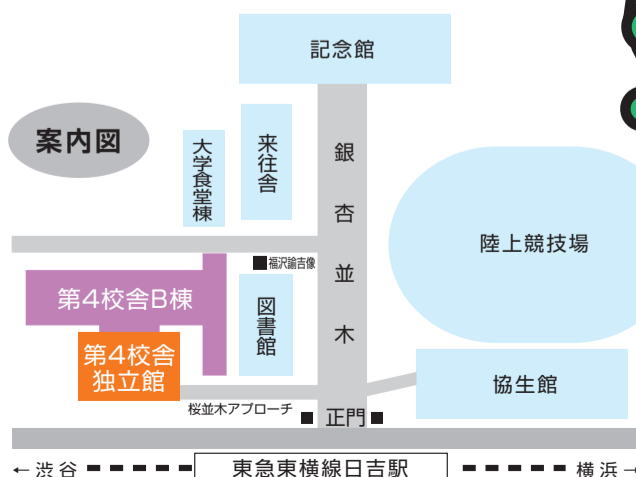 記念館
案内図
大学食堂棟
来往舎
銀杏並木
陸上競技場
■福沢諭吉像
第4校舎B棟
図書館
第4校舎
独立館
協生館
桜並木アプローチ
■ 正門 ■
←渋谷
東急東横線日吉駅
横浜→